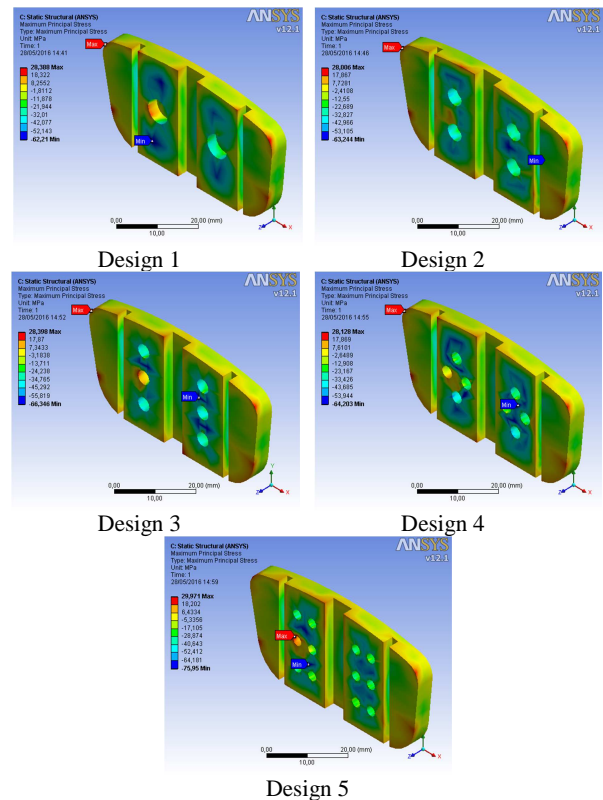 C: Static Structural (ANSYS)
Maximum Principal Stress
Type: Maximum Principal Stress
Unit: MPa
Time: 1
28/05/2016 14:41
ANSYS
v12.1
28,388 Max
18,322
8,2552
-1,8112
-11,878
-21,944
-32,01
-42,077
-52,143
-62,21 Min
Max
Min
0,00
20,00 (mm)
10,00
Z
X
Design 1
C: Static Structural (ANSYS)
Maximum Principal Stress
Type: Maximum Principal Stress
Unit: MPa
Time: 1
28/05/2016 14:46
ANSYS
v12.1
28,006 Max
17,867
7,7281
-2,4108
-12,55
-22,689
-32,827
-42,966
-53,105
-63,244 Min
Max
Min
0,00
20,00 (mm)
10,00
Z
X
Design 2
C: Static Structural (ANSYS)
Maximum Principal Stress
Type: Maximum Principal Stress
Unit: MPa
Time: 1
28/05/2016 14:52
ANSYS
v12.1
28,398 Max
17,87
7,3433
-3,1838
-13,711
-24,238
-34,765
-45,292
-55,819
-66,346 Min
Max
Min
0,00
20,00 (mm)
10,00
Y
Z
X
Design 3
C: Static Structural (ANSYS)
Maximum Principal Stress
Type: Maximum Principal Stress
Unit: MPa
Time: 1
28/05/2016 14:55
ANSYS
v12.1
28,128 Max
17,869
7,6101
-2,6489
-12,908
-23,167
-33,426
-43,685
-53,944
-64,203 Min
Max
Min
0,00
20,00 (mm)
10,00
Z
X
Design 4
C: Static Structural (ANSYS)
Maximum Principal Stress
Type: Maximum Principal Stress
Unit: MPa
Time: 1
28/05/2016 14:59
ANSYS
v12.1
29,971 Max
18,202
6,4334
-5,3356
-17,105
-28,874
-40,643
-52,412
-64,181
-75,95 Min
Max
Min
0,00
20,00 (mm)
10,00
Z
X
Design 5